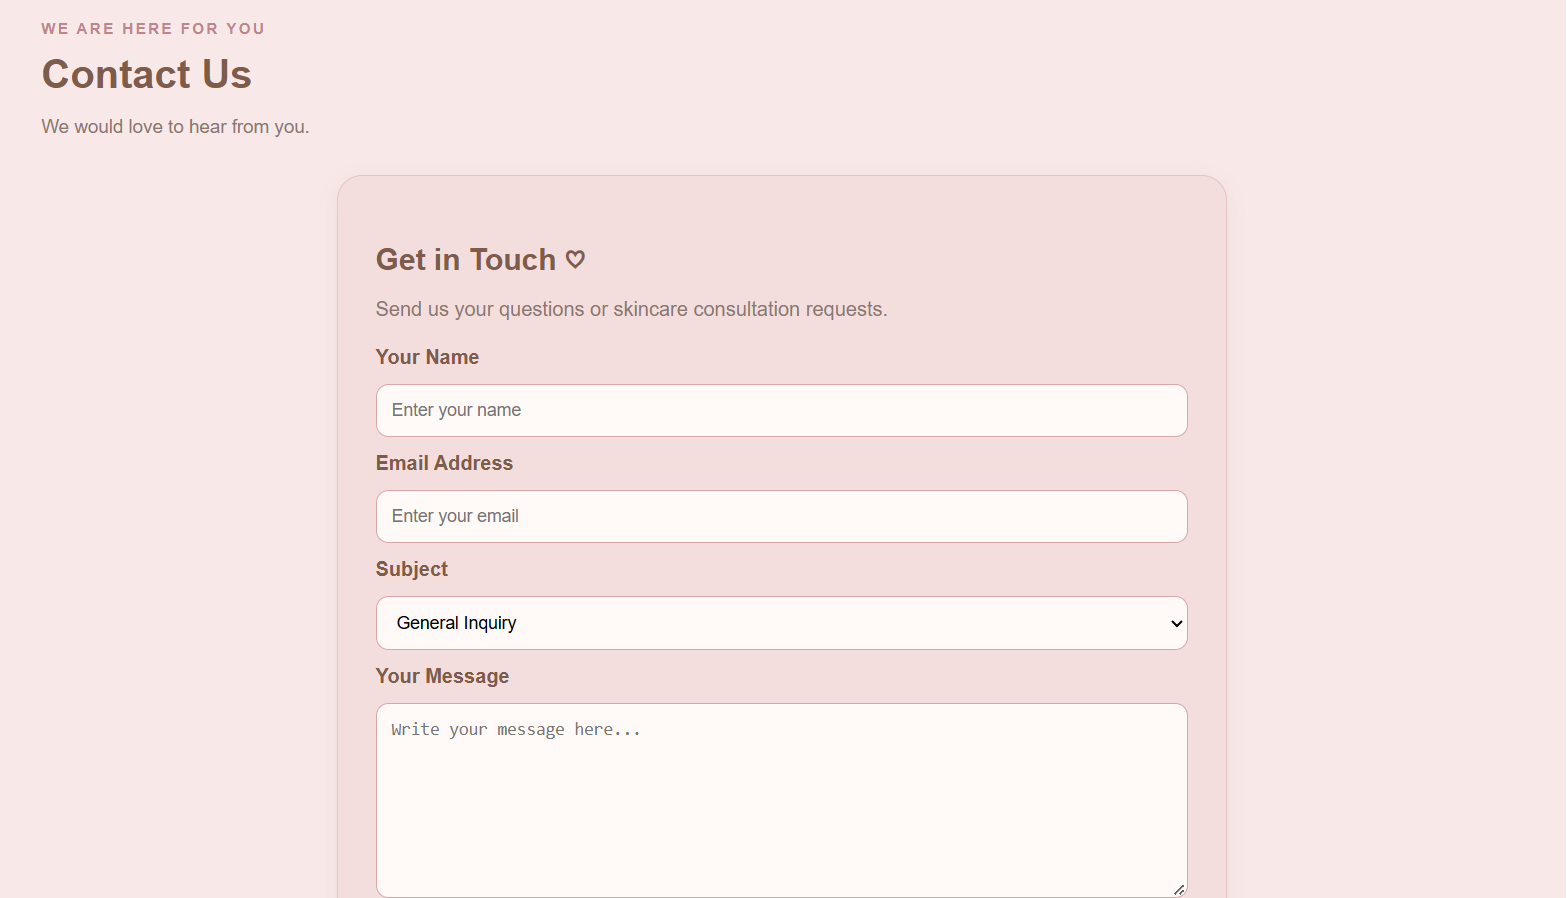 WE ARE HERE FOR YOU
Contact Us
We would love to hear from you.
Get in Touch ♡
Send us your questions or skincare consultation requests.
Your Name
Enter your name
Email Address
Enter your email
Subject
General Inquiry
Your Message
Write your message here...